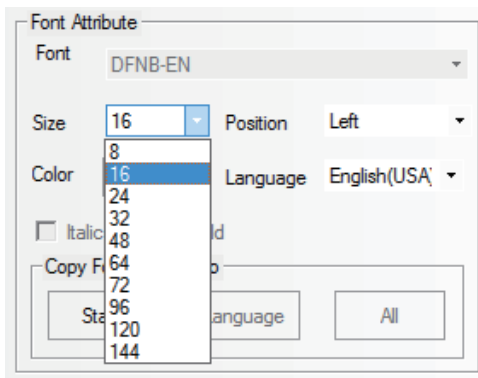 Font Attribute
Font DFNB-EN
Size 16 Position Left
8
Color 16 Language English(USA)
24
32
Italic ld
48
Copy F 64 o
72
Sta 96 anguage All
120
144